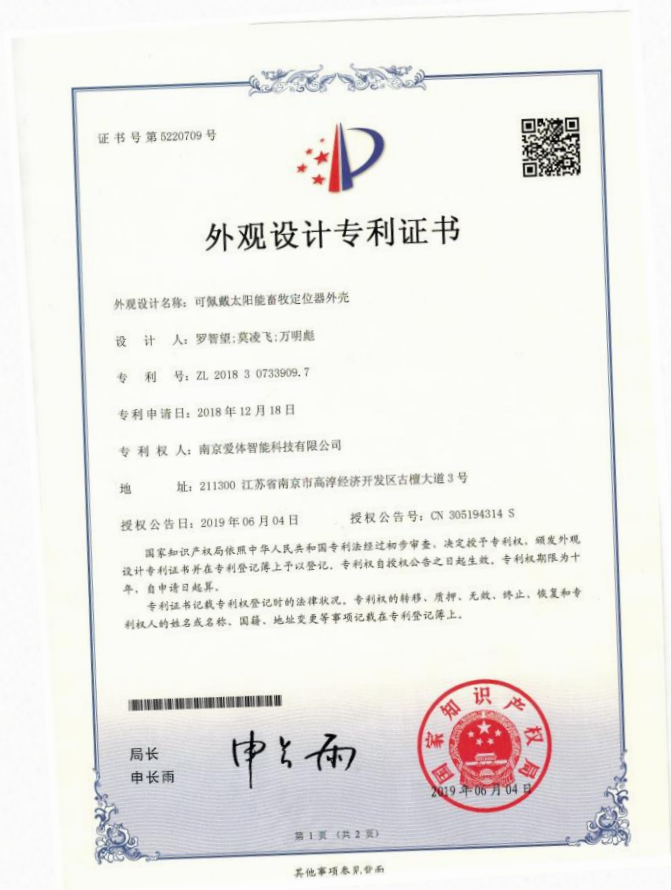 证书号第5220709号
外观设计专利证书
外观设计名称：可佩戴太阳能畜牧定位器外壳
设计人：罗智望;莫凌飞;万明彪
专利号：ZL 2018 3 0733909.7
专利申请日：2018年12月18日
专利权人：南京爱体智能科技有限公司
地址：211300 江苏省南京市高淳经济开发区古檀大道3号
授权公告日：2019年06月04日 授权公告号：CN 305194314 S
国家知识产权局依照中华人民共和国专利法经过初步审查，决定授予专利权，颁发外观
设计专利证书并在专利登记簿上予以登记。专利权自授权公告之日起生效。专利权期限为十
年，自申请日起算。
专利证书记载专利权登记时的法律状况。专利权的转移、质押、无效、终止、恢复和专
利权人的姓名或名称、国籍、地址变更等事项记载在专利登记簿上。
局长
申长雨
申长雨
国家知识产权局
2019年06月04日
第1页（共2页）
其他事项参见背面